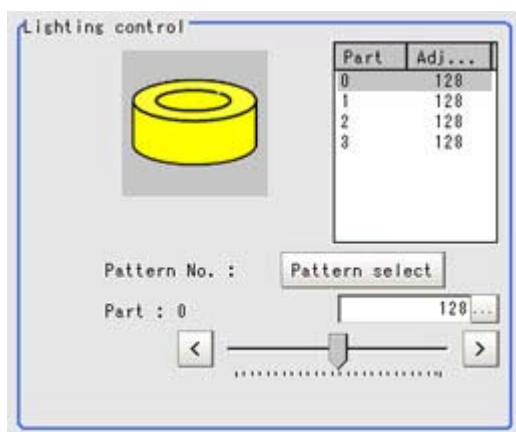 Lighting control
Part Adj...
0 128
1 128
2 128
3 128
Pattern No. : Pattern select
Part : 0 128 ...
< >